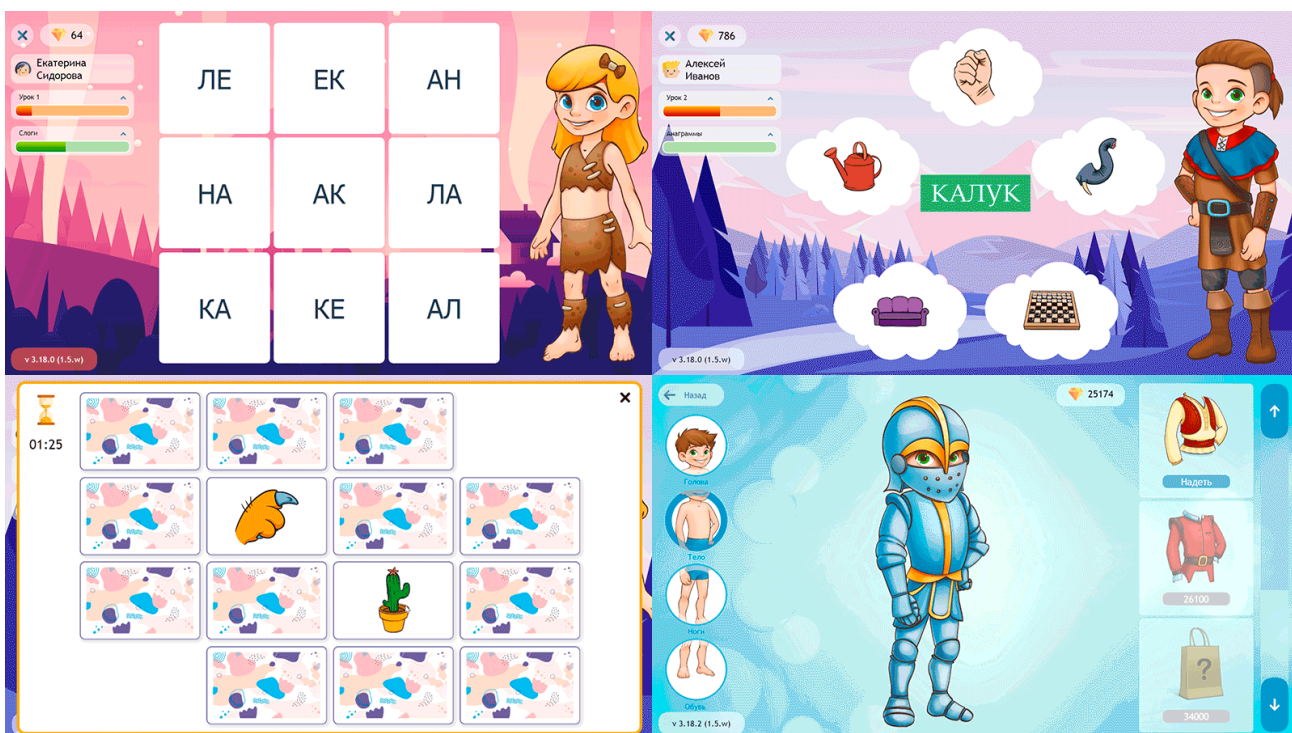 64
Екатерина
Сидорова
Урок 1
Слоги
ЛЕ ЕК АН
НА АК ЛА
КА КЕ АЛ
v 3.18.0 (1.5.w)
786
Алексей
Иванов
Урок 2
Анаграммы
КАЛУК
v 3.18.0 (1.5.w)
01:25
Назад
25174
Голова
Тело
Ноги
Обувь
Надеть
26100
?
34000
v 3.18.2 (1.5.w)